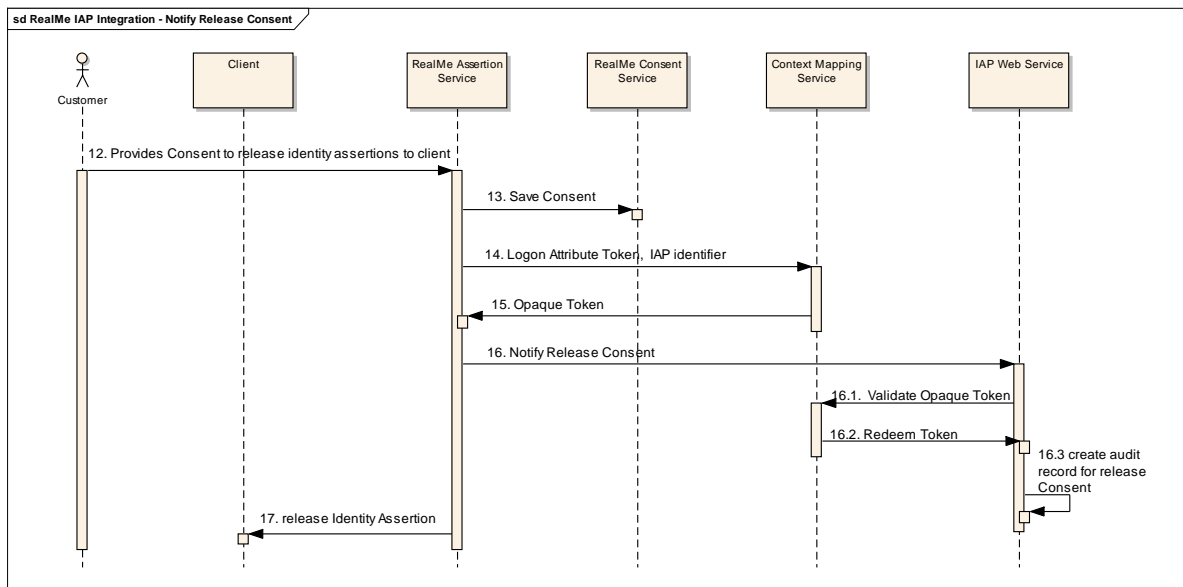 sd RealMe IAP Integration - Notify Release Consent
Customer
Client
RealMe Assertion
Service
RealMe Consent
Service
Context Mapping
Service
IAP Web Service
12. Provides Consent to release identity assertions to client
13. Save Consent
14. Logon Attribute Token, IAP identifier
15. Opaque Token
16. Notify Release Consent
16.1. Validate Opaque Token
16.2. Redeem Token
16.3 create audit
record for release
Consent
17. release Identity Assertion